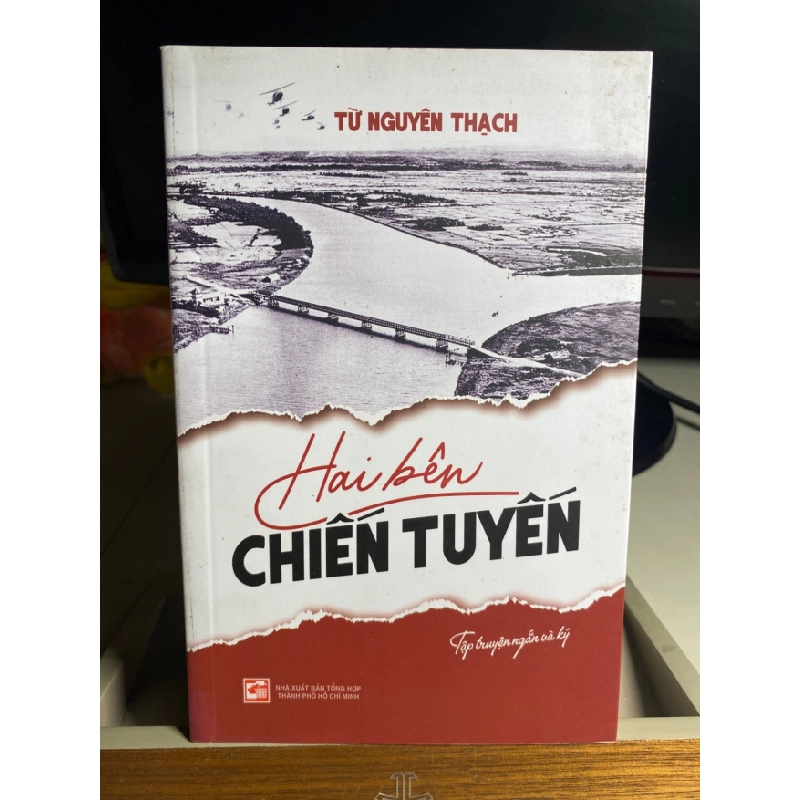 TỪ NGUYÊN THẠCH
Hai bên
CHIẾN TUYẾN
Tập truyện ngắn và ký
NHÀ XUẤT BẢN TỔNG HỢP
THÀNH PHỐ HỒ CHÍ MINH